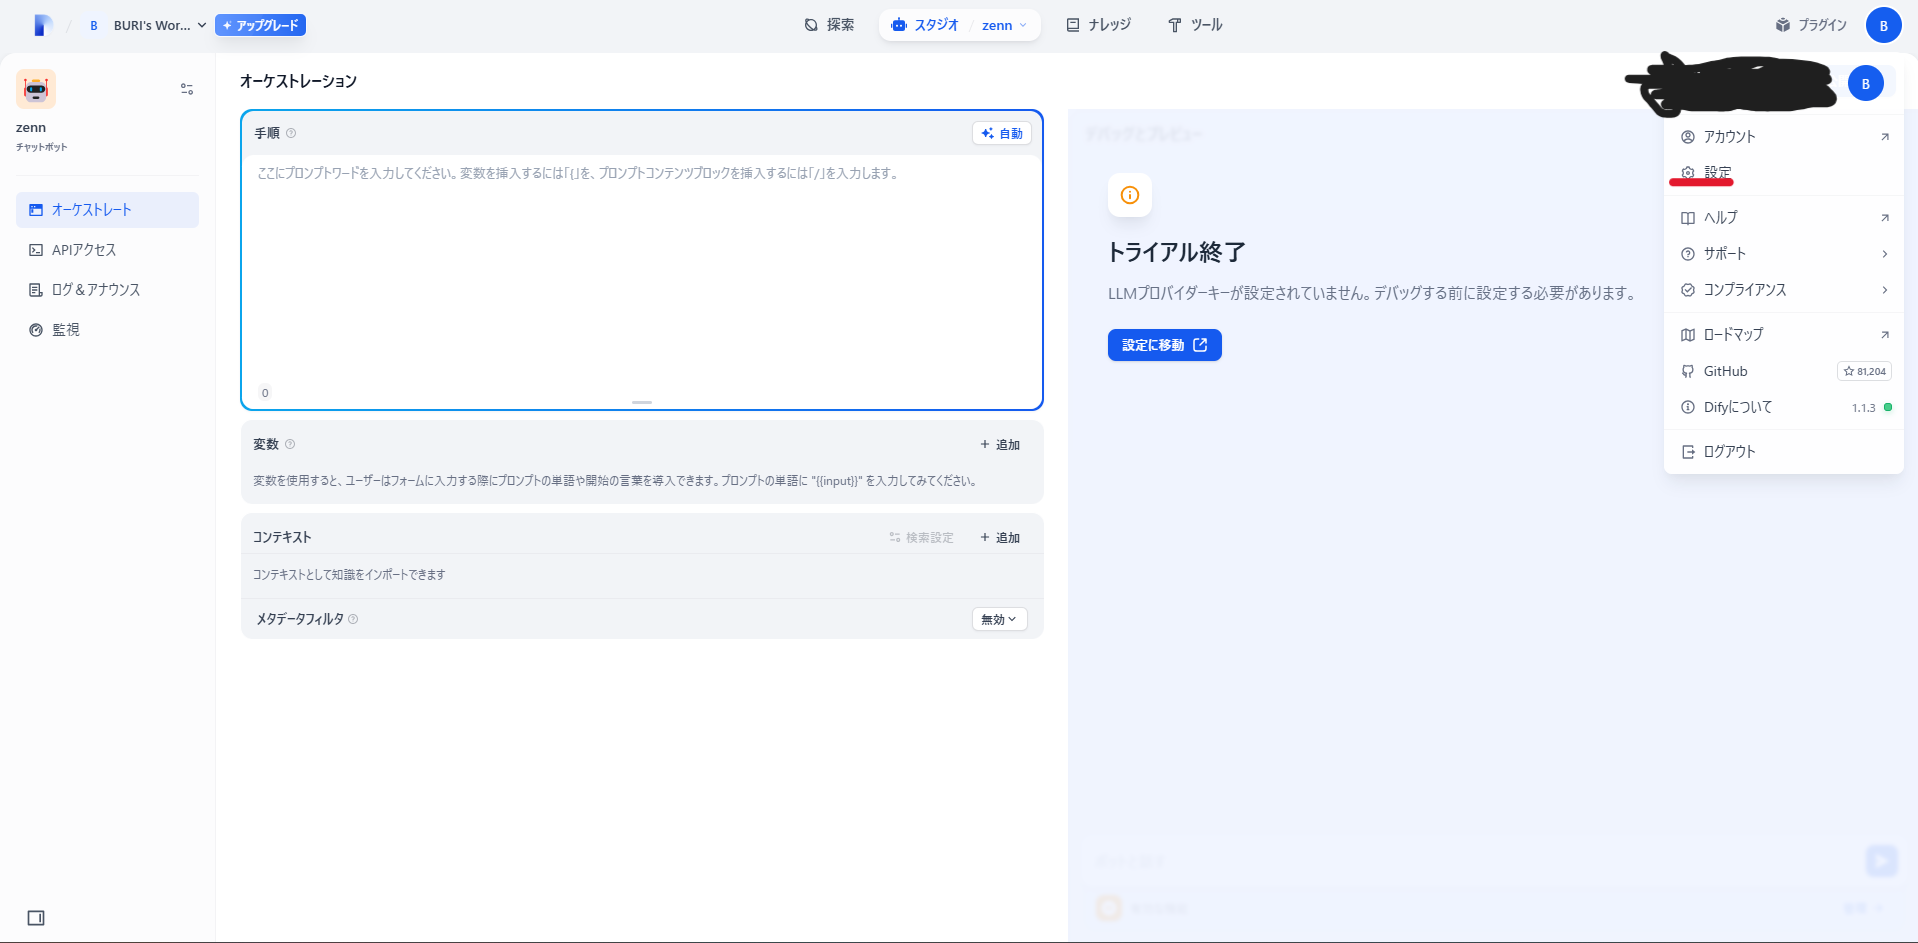 B BURI's Wor... アップグレード 探索 スタジオ / zenn ナレッジ ツール プラグイン B
zenn
チャットボット
オーケストレート
APIアクセス
ログ＆アナウンス
監視
オーケストレーション
手順 自動
ここにプロンプトワードを入力してください。変数を挿入するには「{」を、プロンプトコンテンツブロックを挿入するには「/」を入力します。
0
変数 + 追加
変数を使用すると、ユーザーはフォームに入力する際にプロンプトの単語や開始の言葉を導入できます。プロンプトの単語に "{{input}}" を入力してみてください。
コンテキスト 検索設定 + 追加
コンテキストとして知識をインポートできます
メタデータフィルタ 無効
デバッグとプレビュー
トライアル終了
LLMプロバイダーキーが設定されていません。デバッグする前に設定する必要があります。
設定に移動
B
アカウント
設定
ヘルプ
サポート
コンプライアンス
ロードマップ
GitHub 81,204
Difyについて 1.1.3
ログアウト